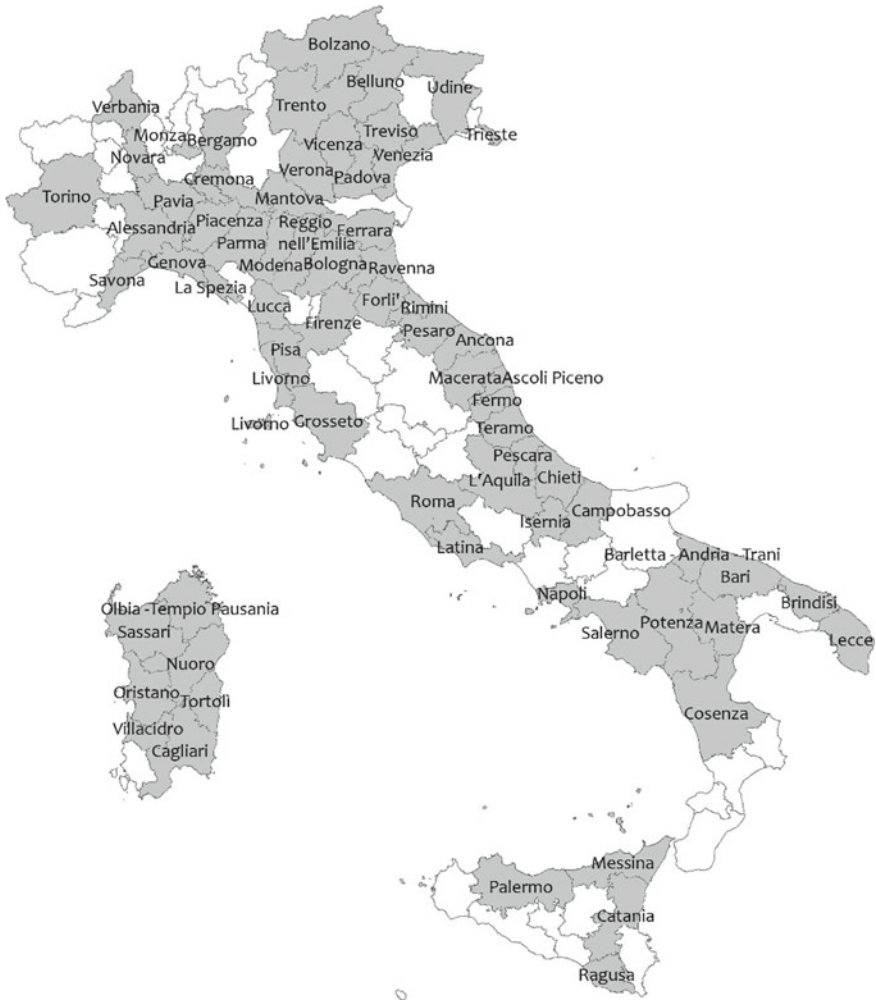 Bolzano
Belluno
Udine
Verbania
Trento
Monza
Bergamo
Treviso
Trieste
Vicenza
Novara
Venezia
Verona
Padova
Cremona
Torino
Pavia
Mantova
Alessandria
Piacenza
Reggio
nell'Emilia
Ferrara
Parma
Genova
Modena
Bologna
Ravenna
Savona
La Spezia
Lucca
Forli'
Rimini
Firenze
Pesaro
Ancona
Pisa
Livorno
Macerata
Ascoli Piceno
Fermo
Livorno
Grosseto
Teramo
Pescara
L'Aquila
Chieti
Roma
Campobasso
Isernia
Latina
Barletta - Andria - Trani
Bari
Napoli
Brindisi
Olbia -Tempio Pausania
Sassari
Salerno
Potenza
Matera
Lecce
Nuoro
Oristano
Tortolì
Cosenza
Villacidro
Cagliari
Messina
Palermo
Catania
Ragusa